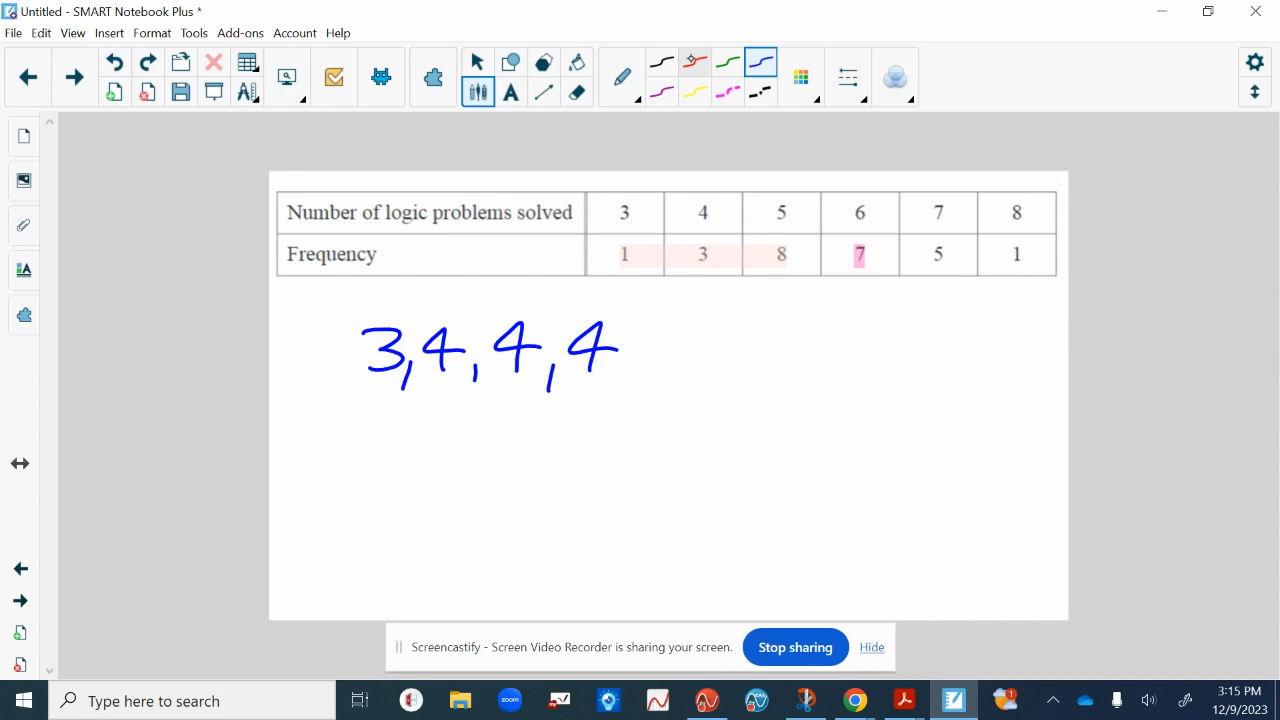 Untitled - SMART Notebook Plus *
File Edit View Insert Format Tools Add-ons Account Help
Number of logic problems solved 3 4 5 6 7 8
Frequency 1 3 8 7 5 1
3,4,4,4
Screencastify - Screen Video Recorder is sharing your screen. Stop sharing Hide
Type here to search
zoom
1
3:15 PM
12/9/2023